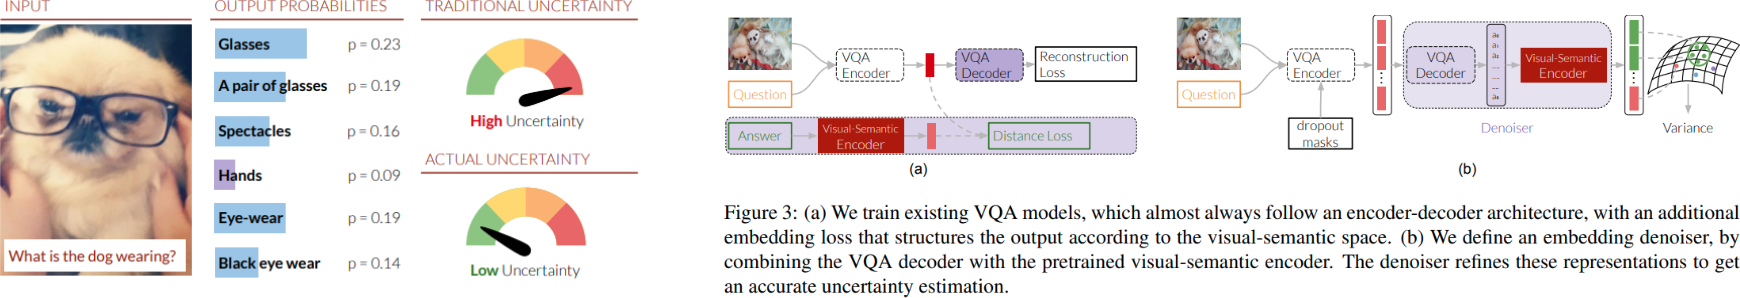 INPUT
What is the dog wearing?
OUTPUT PROBABILITIES
Glasses p = 0.23
A pair of glasses p = 0.19
Spectacles p = 0.16
Hands p = 0.09
Eye-wear p = 0.19
Black eye wear p = 0.14
TRADITIONAL UNCERTAINTY
High Uncertainty
ACTUAL UNCERTAINTY
Low Uncertainty
Question
VQA
Encoder
VQA
Decoder
Reconstruction
Loss
Answer
Visual-Semantic
Encoder
Distance Loss
(a)
Question
VQA
Encoder
dropout
masks
VQA
Decoder
Visual-Semantic
Encoder
Denoiser
Variance
(b)
Figure 3: (a) We train existing VQA models, which almost always follow an encoder-decoder architecture, with an additional
embedding loss that structures the output according to the visual-semantic space. (b) We define an embedding denoiser, by
combining the VQA decoder with the pretrained visual-semantic encoder. The denoiser refines these representations to get
an accurate uncertainty estimation.